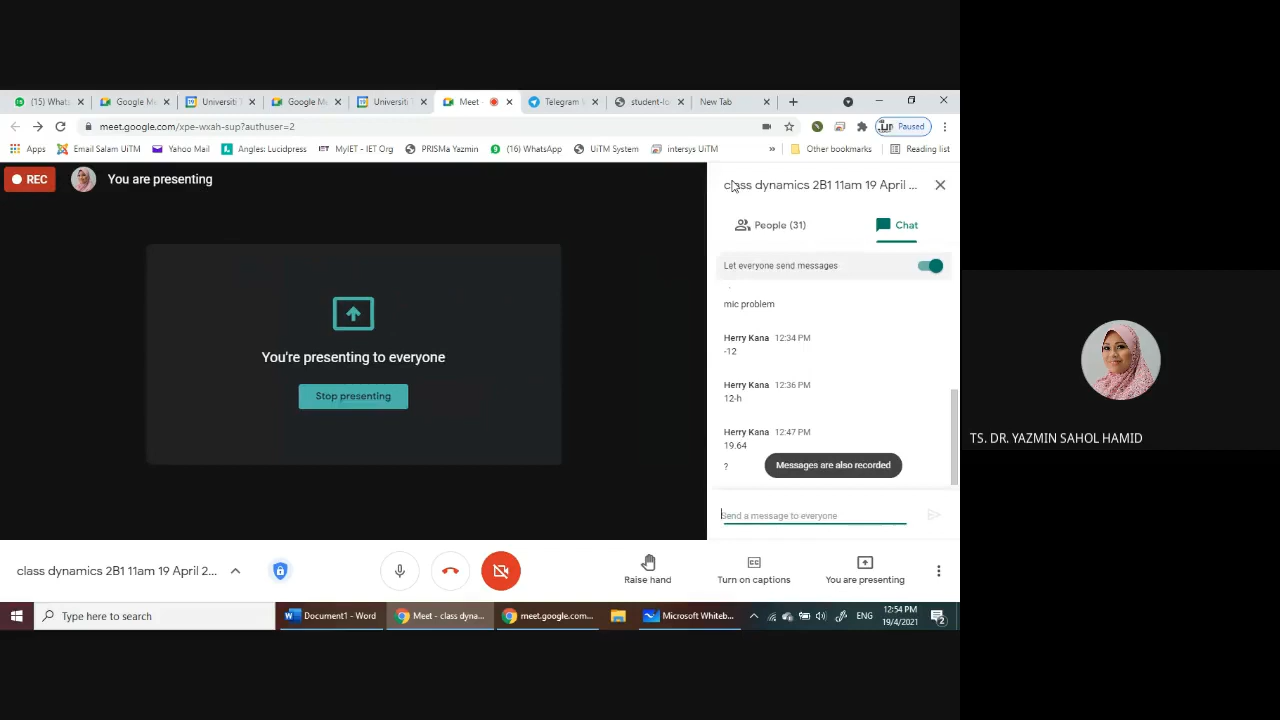 (15) Whats
Google Me
Universiti T
Google Me
Universiti T
Meet -
Telegram
student-lo
New Tab
meet.google.com/xpe-wxah-sup?authuser=2
Paused
Apps
Email Salam UiTM
Yahoo Mail
Angles: Lucidpress
MyIET - IET Org
PRISMa Yazmin
(16) WhatsApp
UiTM System
intersys UiTM
»
Other bookmarks
Reading list
REC
You are presenting
class dynamics 2B1 11am 19 April ...
People (31)
Chat
Let everyone send messages
mic problem
Herry Kana 12:34 PM
-12
Herry Kana 12:36 PM
12-h
Herry Kana 12:47 PM
19.64
?
Messages are also recorded
Send a message to everyone
You're presenting to everyone
Stop presenting
TS. DR. YAZMIN SAHOL HAMID
class dynamics 2B1 11am 19 April 2...
Raise hand
Turn on captions
You are presenting
Type here to search
Document1 - Word
Meet - class dyna...
meet.google.com...
Microsoft Whiteb...
ENG
12:54 PM
19/4/2021
2